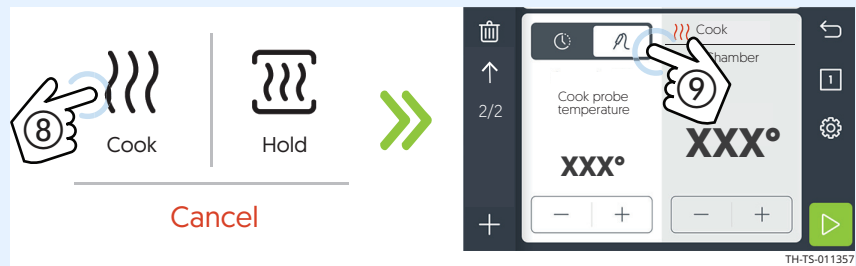 8
Cook
Hold
Cancel
2/2
Cook
Chamber
9
1
Cook probe
temperature
XXX°
XXX°
− +
− +
+
TH-TS-011357